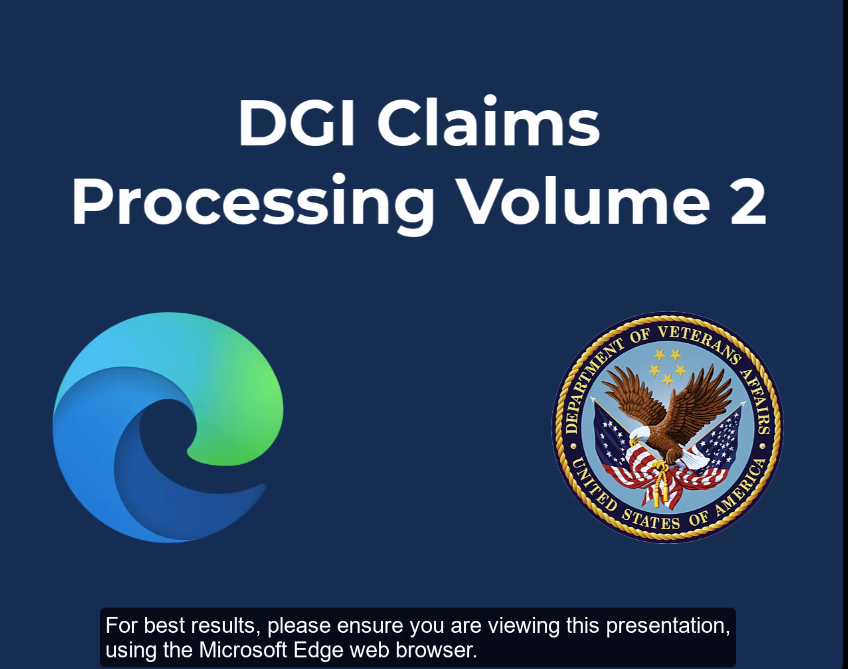 DGI Claims
Processing Volume 2
DEPARTMENT OF VETERANS AFFAIRS
UNITED STATES OF AMERICA
For best results, please ensure you are viewing this presentation,
using the Microsoft Edge web browser.